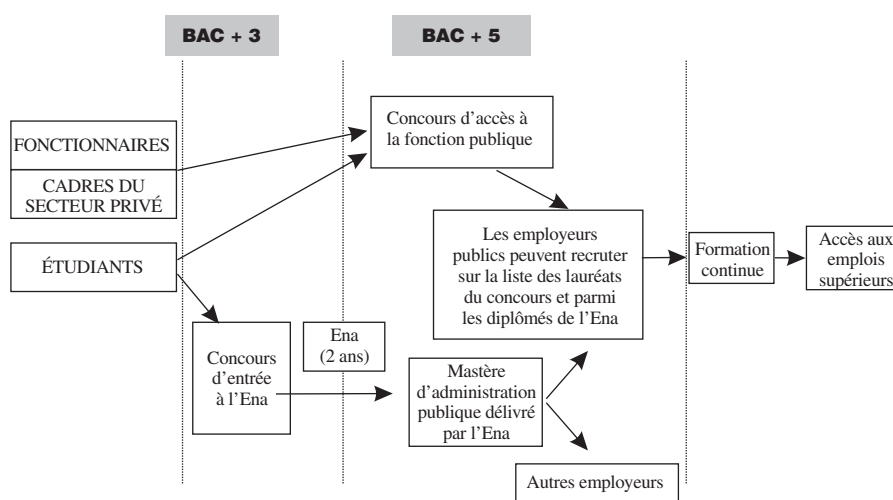 BAC + 3
BAC + 5
Concours d’accès à
la fonction publique
FONCTIONNAIRES
CADRES DU
SECTEUR PRIVÉ
ÉTUDIANTS
Les employeurs
publics peuvent recruter
sur la liste des lauréats
du concours et parmi
les diplômés de l’Ena
Formation
continue
Accès aux
emplois
supérieurs
Concours
d’entrée
à l’Ena
Ena
(2 ans)
Mastère
d’administration
publique délivré
par l’Ena
Autres employeurs